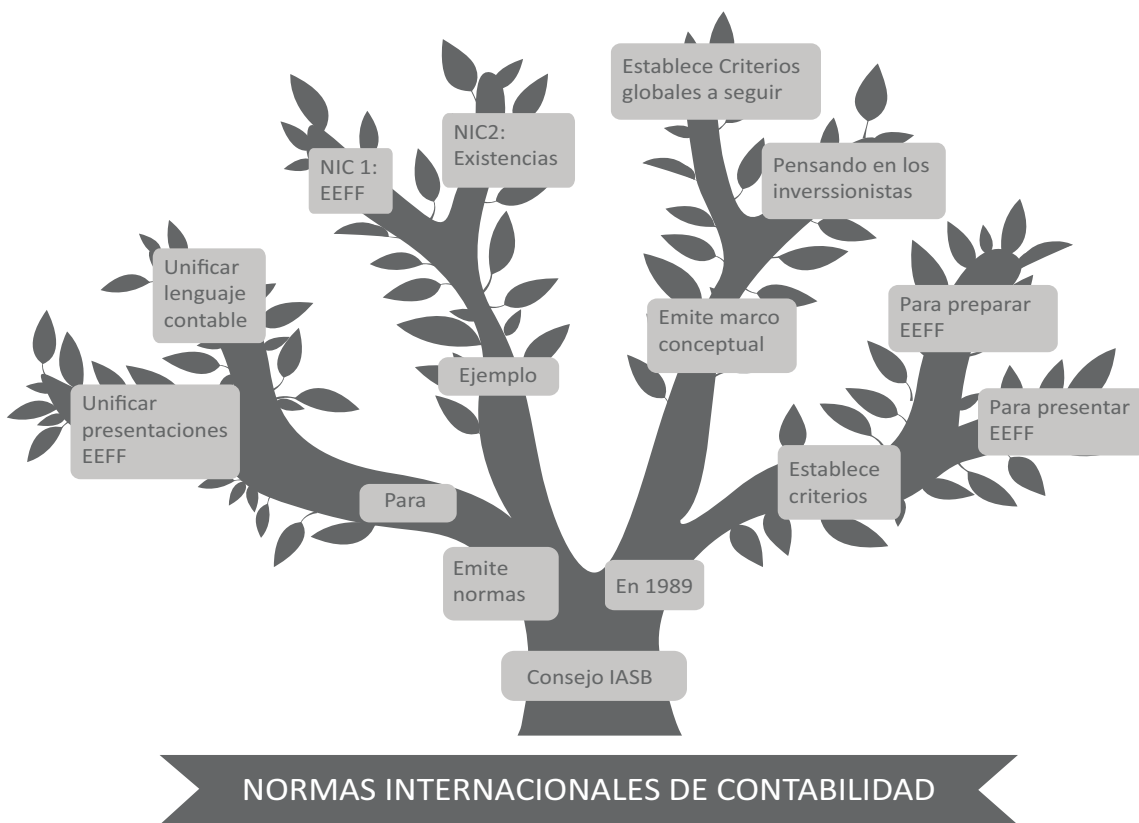 Establece Criterios
globales a seguir
NIC2:
Existencias
NIC 1:
EEFF
Pensando en los
inverssionistas
Unificar
lenguaje
contable
Para preparar
EEFF
Emite marco
conceptual
Ejemplo
Unificar
presentaciones
EEFF
Para presentar
EEFF
Establece
criterios
Para
Emite
normas
En 1989
Consejo IASB
NORMAS INTERNACIONALES DE CONTABILIDAD